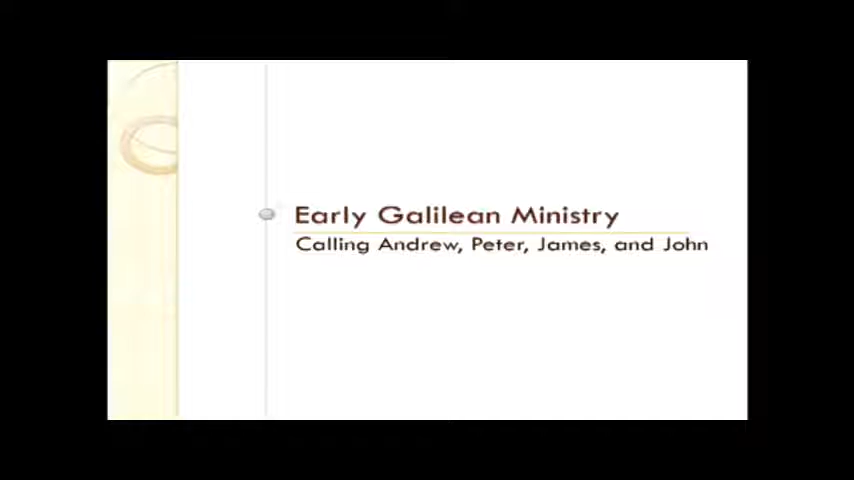 Early Galilean Ministry
Calling Andrew, Peter, James, and John